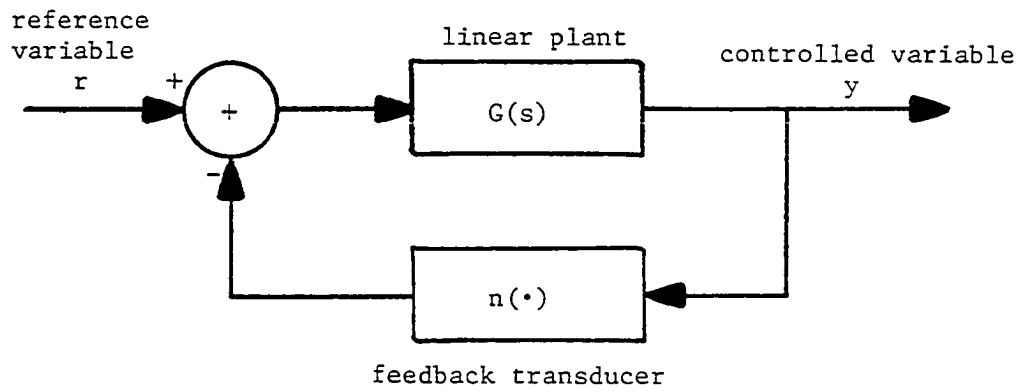 reference
variable
r
linear plant
controlled variable
y
+
+
G(s)
-
n(·)
feedback transducer